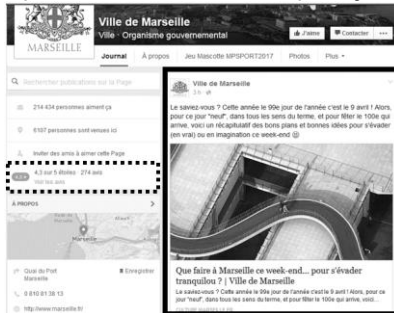 MARSEILLE
Ville de Marseille
Ville · Organisme gouvernemental
J'aime
Contacter
Journal
À propos
Jeu Mascotte MPSPORT2017
Photos
Plus
Rechercher publications sur la Page
214 434 personnes aiment ça
6107 personnes sont venues ici
Inviter des amis à aimer cette Page
4,3 sur 5 étoiles · 274 avis
Voir les avis
À PROPOS
Marseille
Quai du Port
Marseille
Enregistrer
0 810 81 38 13
http://www.marseille.fr/
Ville de Marseille
Le saviez-vous ? Cette année le 99e jour de l'année c'est le 9 avril ! Alors,
pour ce jour "neuf", dans tous les sens du terme, et pour fêter le 100e qui
arrive, voici un récapitulatif des bons plans et bonnes idées pour s'évader
(en vrai) ou en imagination ce week-end
Que faire à Marseille ce week-end... pour s'évader
tranquilou ? | Ville de Marseille
Le saviez-vous ? Cette année le 99e jour de l'année c'est le 9 avril ! Alors, pour ce
jour "neuf", dans tous les sens du terme, et pour fêter le 100e qui arrive, voici...